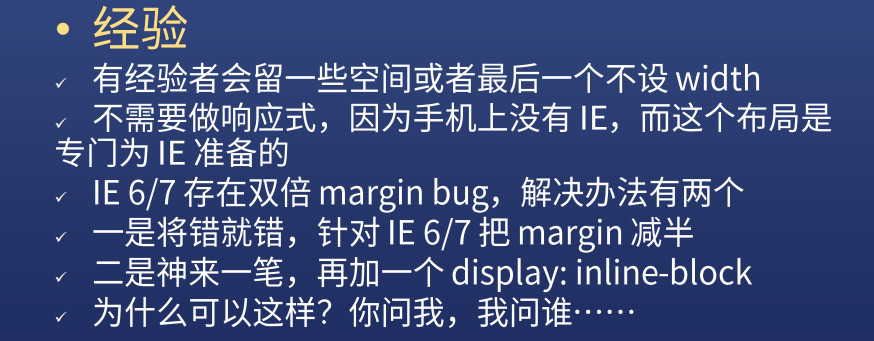 • 经验
✓ 有经验者会留一些空间或者最后一个不设 width
✓ 不需要做响应式，因为手机上没有 IE，而这个布局是
专门为 IE 准备的
✓ IE 6/7 存在双倍 margin bug，解决办法有两个
✓ 一是将错就错，针对 IE 6/7 把 margin 减半
✓ 二是神来一笔，再加一个 display: inline-block
✓ 为什么可以这样？你问我，我问谁……